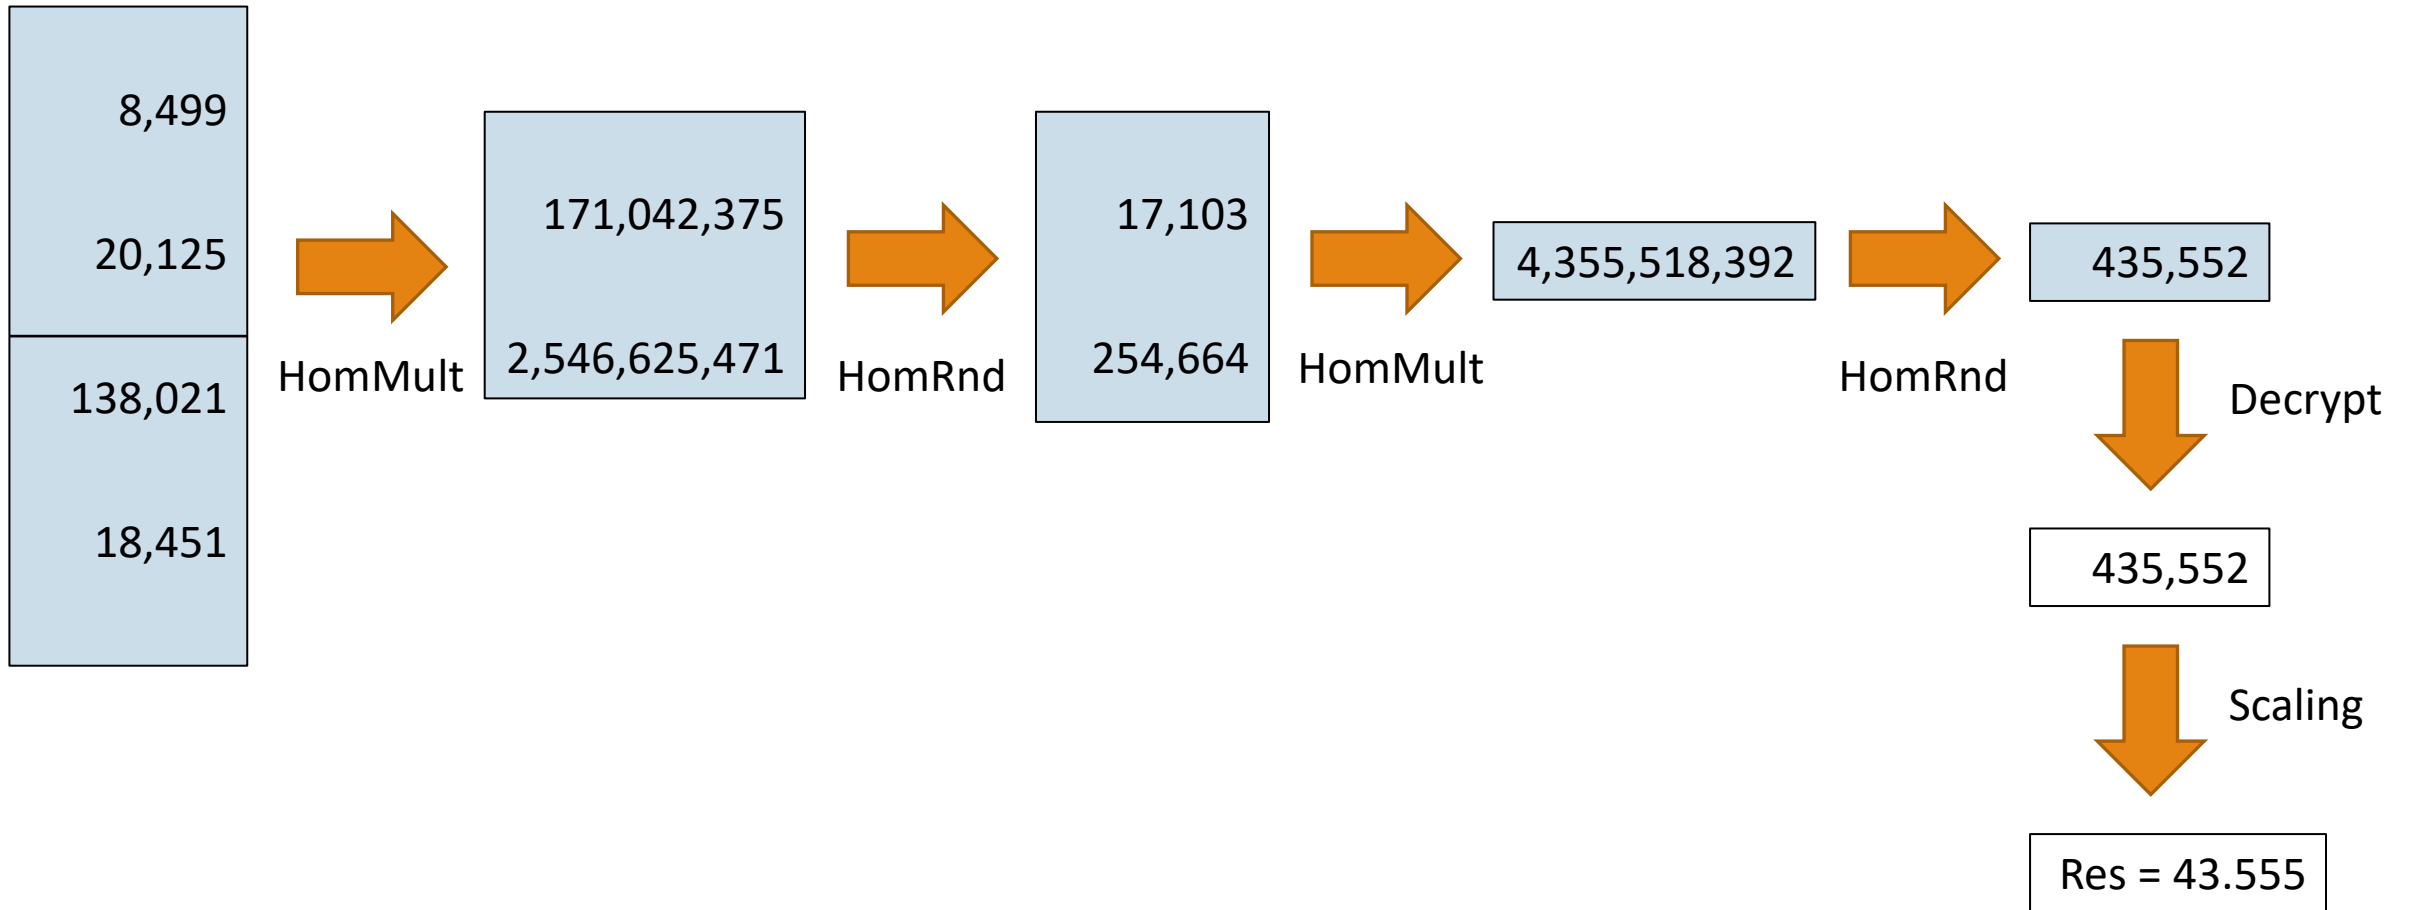 8,499
20,125
138,021
18,451
HomMult
171,042,375
2,546,625,471
HomRnd
17,103
254,664
HomMult
4,355,518,392
HomRnd
435,552
Decrypt
435,552
Scaling
Res = 43.555